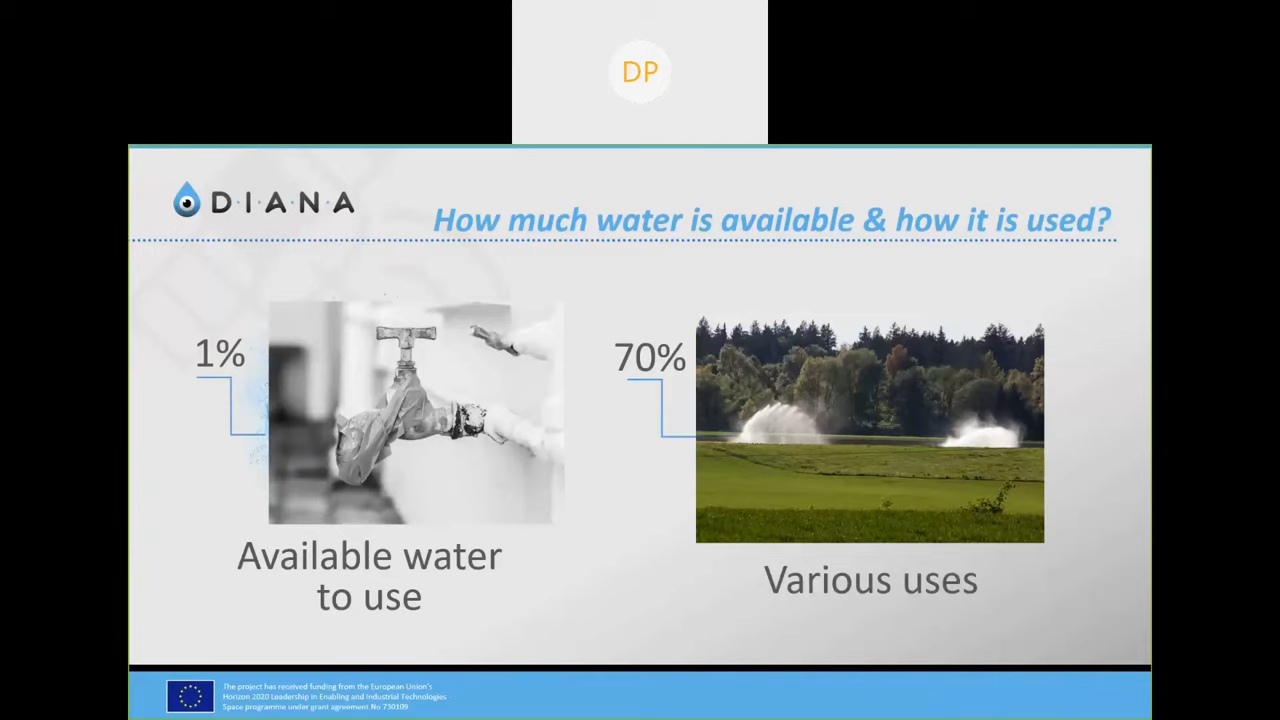 DP
D·I·A·N·A
How much water is available & how it is used?
1%
70%
Available water
to use
Various uses
The project has received funding from the European Union's
Horizon 2020 Leadership in Enabling and Industrial Technologies
Space programme under grant agreement No 730109